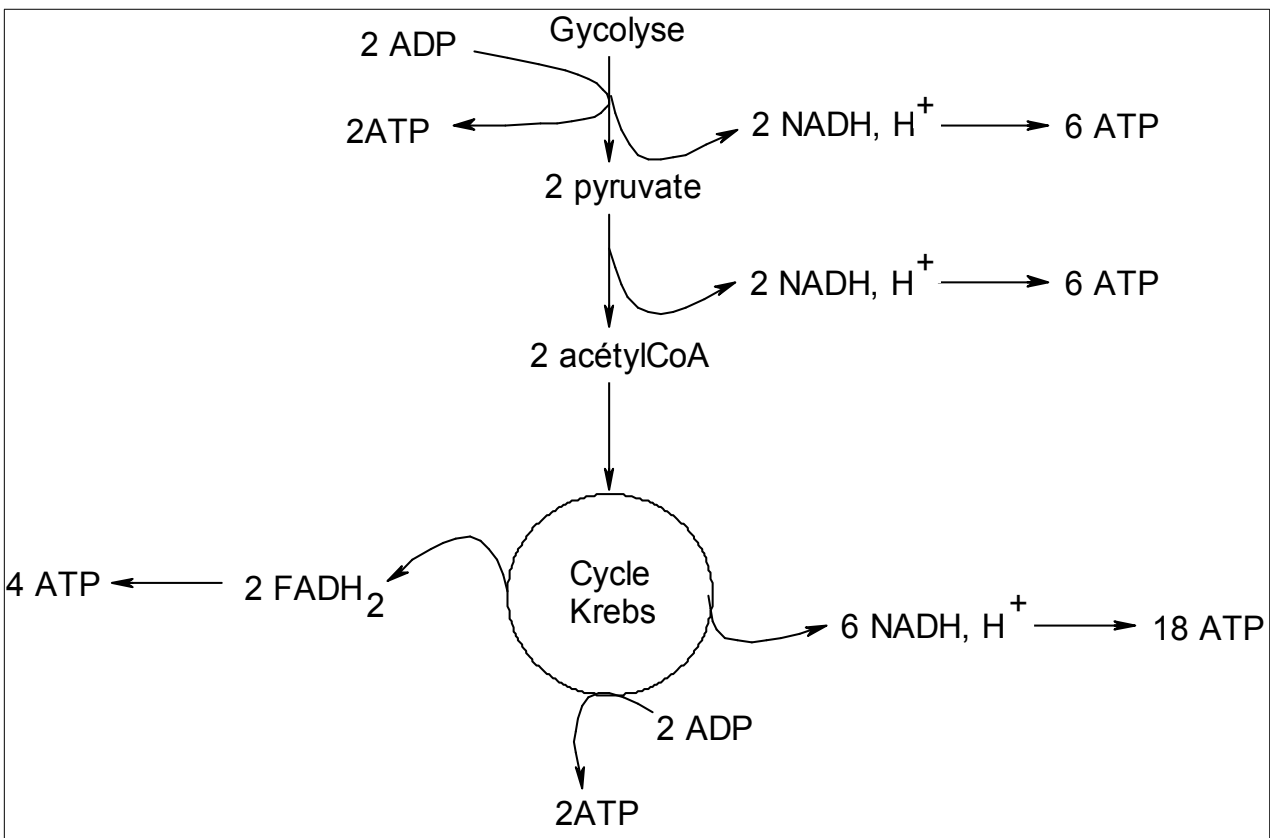 Gycolyse
2 ADP
2ATP
2 NADH, H+
6 ATP
2 pyruvate
2 NADH, H+
6 ATP
2 acétylCoA
Cycle
Krebs
4 ATP
2 FADH2
6 NADH, H+
18 ATP
2 ADP
2ATP